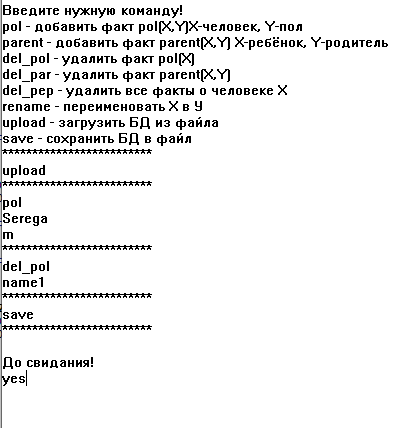 Введите нужную команду!
pol - добавить факт pol(X,Y)X-человек, Y-пол
parent - добавить факт parent(X,Y) X-ребёнок, Y-родитель
del_pol - удалить факт pol(X)
del_par - удалить факт parent(X,Y)
del_pep - удалить все факты о человеке X
rename - переименовать X в У
upload - загрузить БД из файла
save - сохранить БД в файл
*************************
upload
*************************
pol
Serega
m
*************************
del_pol
name1
*************************
save
*************************
До свидания!
yes